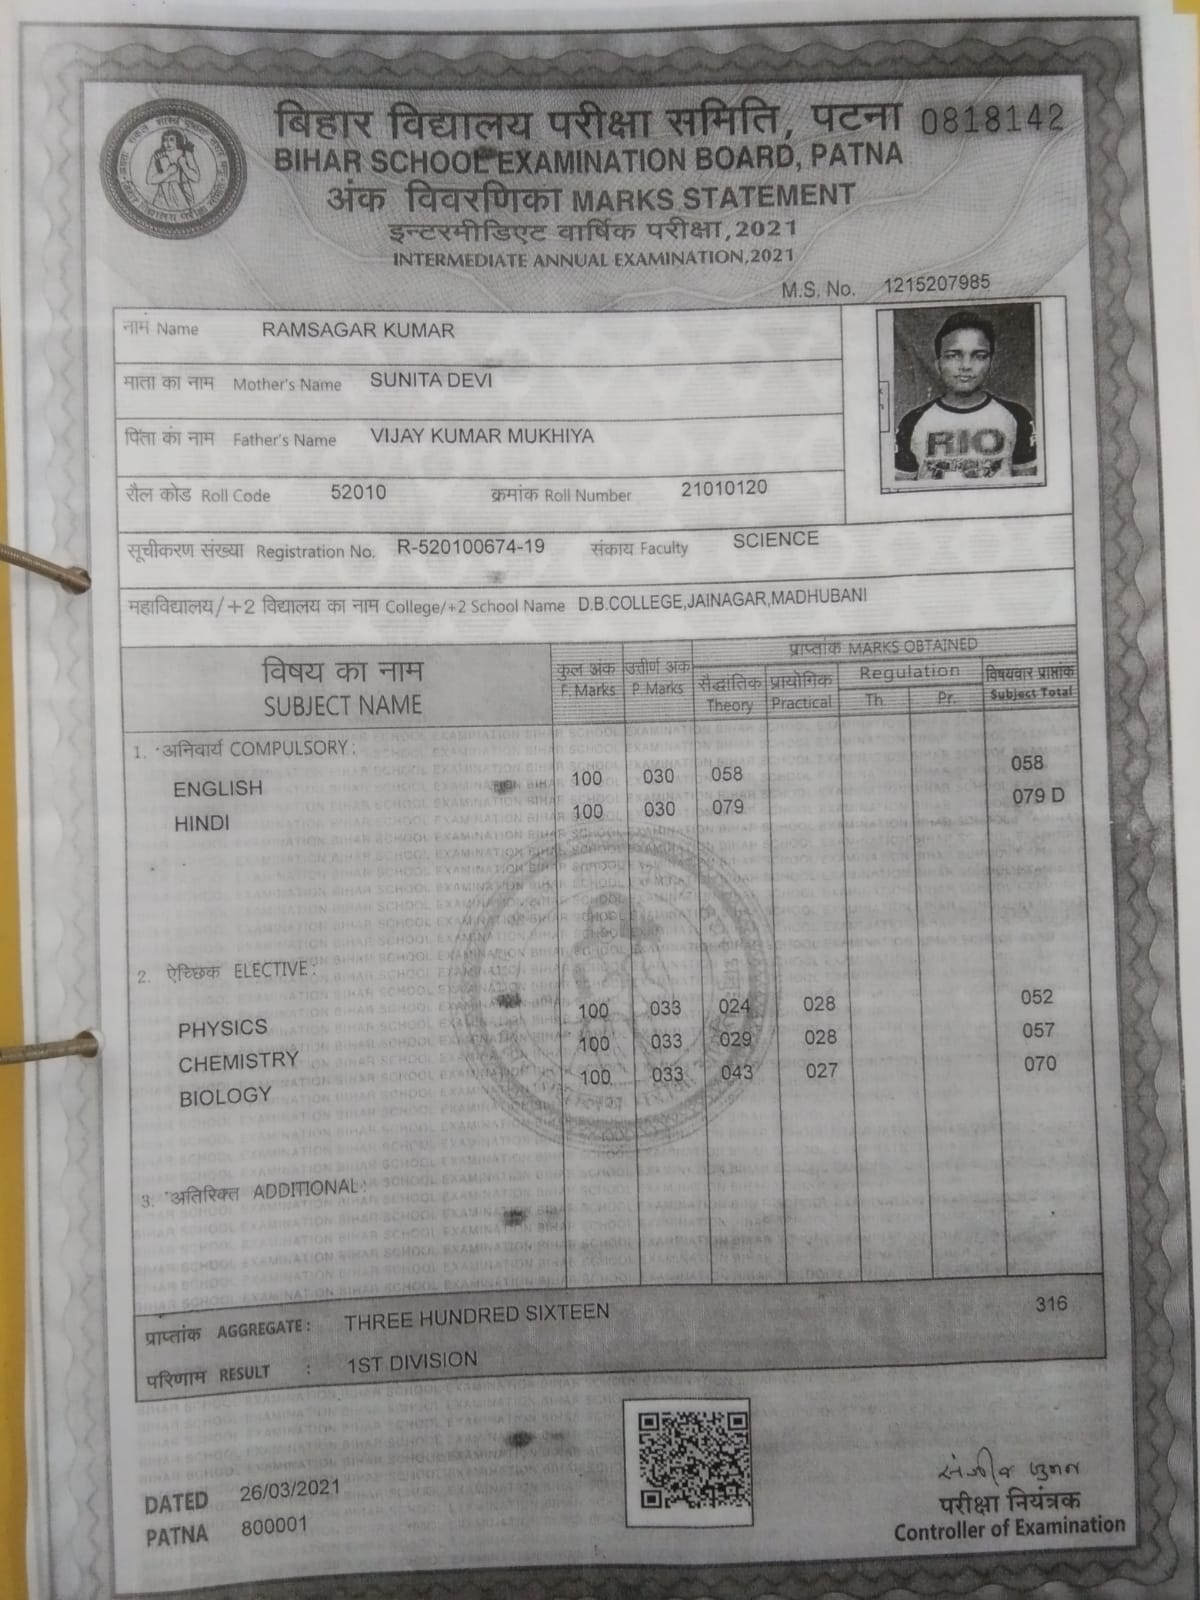 बिहार विद्यालय परीक्षा समिति, पटना 0818142
BIHAR SCHOOL EXAMINATION BOARD, PATNA
अंक विवरणिका MARKS STATEMENT
इन्टरमीडिएट वार्षिक परीक्षा,2021
INTERMEDIATE ANNUAL EXAMINATION,2021
M.S. No. 1215207985
नाम Name RAMSAGAR KUMAR
माता का नाम Mother's Name SUNITA DEVI
पिता का नाम Father's Name VIJAY KUMAR MUKHIYA
RIO
रौल कोड Roll Code 52010 क्रमांक Roll Number 21010120
सूचीकरण संख्या Registration No. R-520100674-19 संकाय Faculty SCIENCE
महाविद्यालय/+2 विद्यालय का नाम College/+2 School Name D.B.COLLEGE,JAINAGAR,MADHUBANI
विषय का नाम कुल अंक उत्तीर्ण अंक प्राप्तांक MARKS OBTAINED
SUBJECT NAME F. Marks P. Marks सैद्धांतिक प्रायोगिक Regulation विषयवार प्राप्तांक
Theory Practical Th. Pr. Subject Total
1. अनिवार्य COMPULSORY :
ENGLISH 100 030 058 058
HINDI 100 030 079 079 D
2. ऐच्छिक ELECTIVE :
PHYSICS 100 033 024 028 052
CHEMISTRY 100 033 029 028 057
BIOLOGY 100 033 043 027 070
3. अतिरिक्त ADDITIONAL :
प्राप्तांक AGGREGATE : THREE HUNDRED SIXTEEN 316
परिणाम RESULT : 1ST DIVISION
DATED 26/03/2021
PATNA 800001
परीक्षा नियंत्रक
Controller of Examination